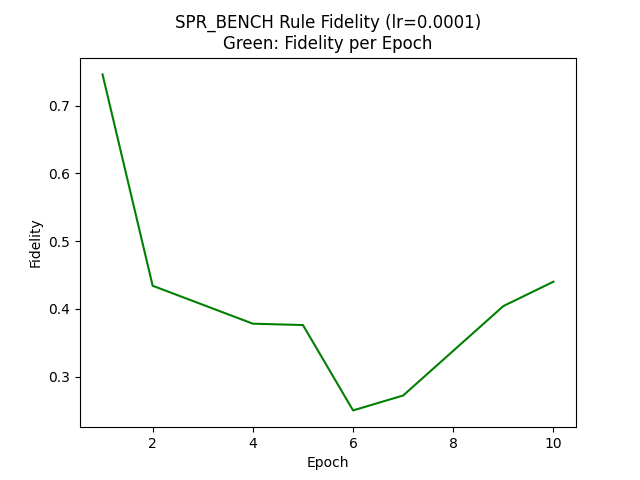 SPR_BENCH Rule Fidelity (lr=0.0001)
Green: Fidelity per Epoch
0.7
0.6
0.5
0.4
0.3
Fidelity
2 4 6 8 10
Epoch